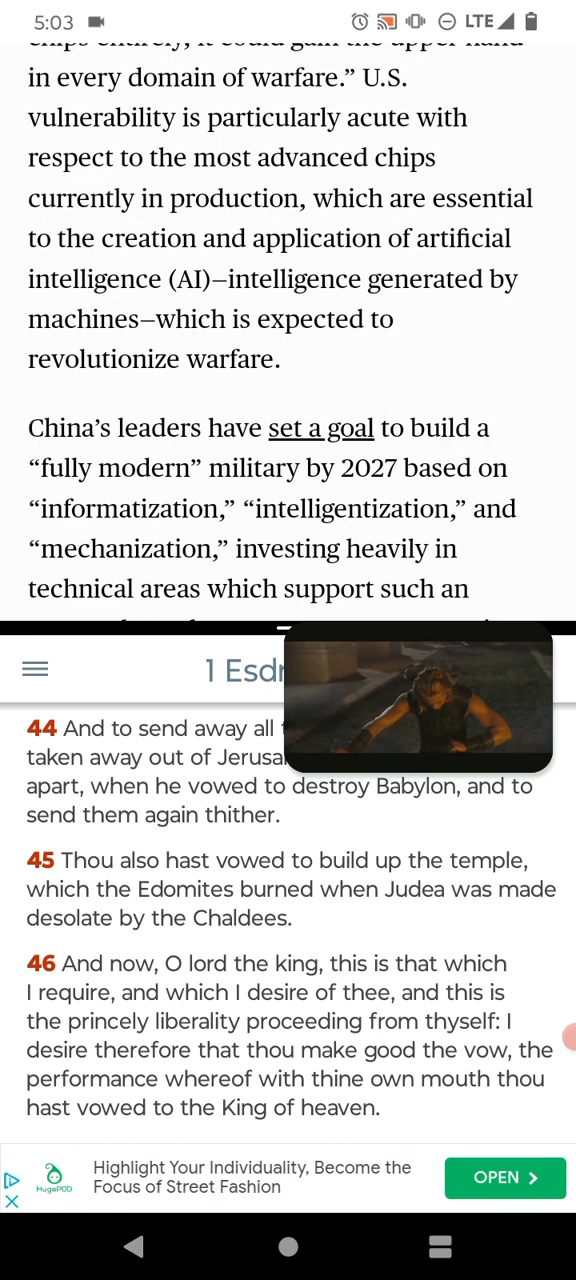 5:03
LTE
chips entirely, it could gain the upper hand
in every domain of warfare.” U.S.
vulnerability is particularly acute with
respect to the most advanced chips
currently in production, which are essential
to the creation and application of artificial
intelligence (AI)—intelligence generated by
machines—which is expected to
revolutionize warfare.
China’s leaders have set a goal to build a
“fully modern” military by 2027 based on
“informatization,” “intelligentization,” and
“mechanization,” investing heavily in
technical areas which support such an
1 Esdr
44 And to send away all
taken away out of Jerusa
apart, when he vowed to destroy Babylon, and to
send them again thither.
45 Thou also hast vowed to build up the temple,
which the Edomites burned when Judea was made
desolate by the Chaldees.
46 And now, O lord the king, this is that which
I require, and which I desire of thee, and this is
the princely liberality proceeding from thyself: I
desire therefore that thou make good the vow, the
performance whereof with thine own mouth thou
hast vowed to the King of heaven.
HugePOD
Highlight Your Individuality, Become the
Focus of Street Fashion
OPEN